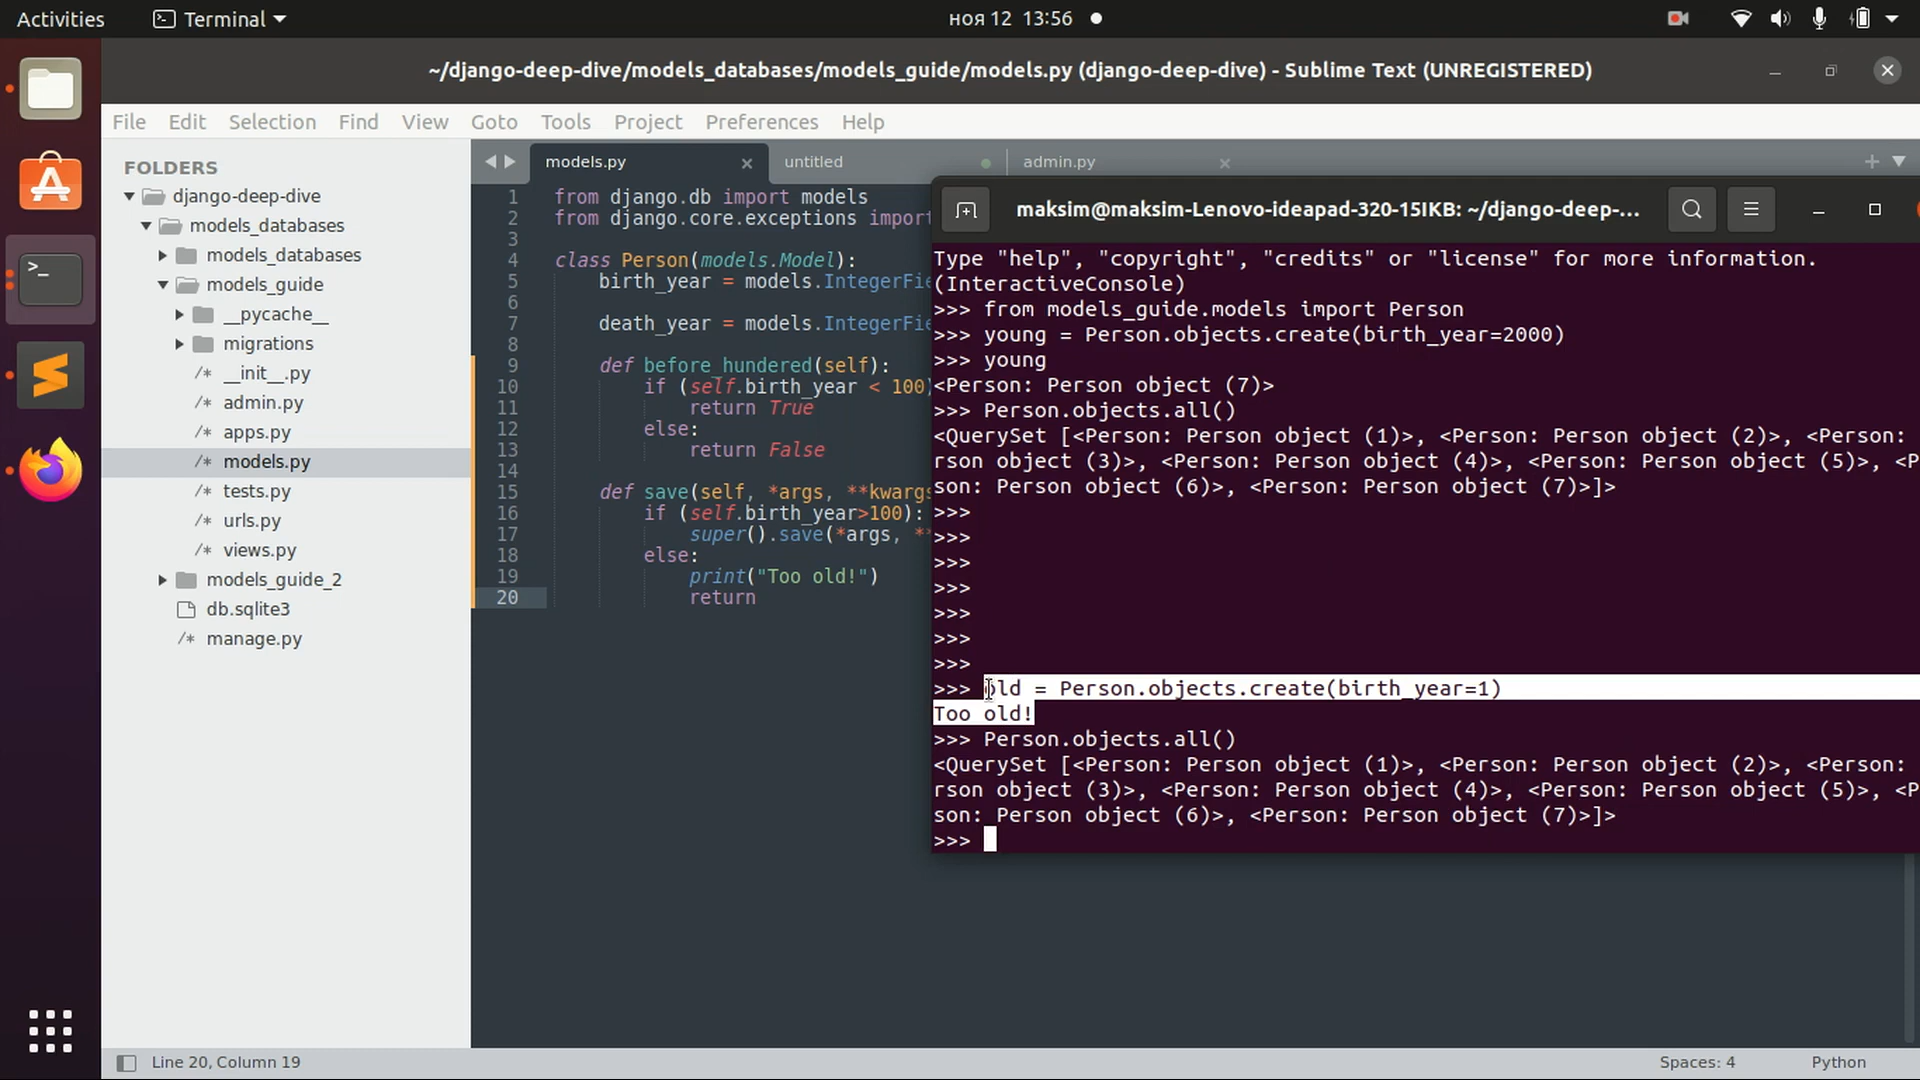 Activities
Terminal
ноя 12 13:56
~/django-deep-dive/models_databases/models_guide/models.py (django-deep-dive) - Sublime Text (UNREGISTERED)
File Edit Selection Find View Goto Tools Project Preferences Help
FOLDERS
django-deep-dive
models_databases
models_databases
models_guide
__pycache__
migrations
/* __init__.py
/* admin.py
/* apps.py
/* models.py
/* tests.py
/* urls.py
/* views.py
models_guide_2
db.sqlite3
/* manage.py
models.py
untitled
admin.py
1 from django.db import models
2 from django.core.exceptions import
3
4 class Person(models.Model):
5 birth_year = models.IntegerFie
6
7 death_year = models.IntegerFie
8
9 def before_hundered(self):
10 if (self.birth_year < 100)
11 return True
12 else:
13 return False
14
15 def save(self, *args, **kwargs
16 if (self.birth_year>100):
17 super().save(*args, *
18 else:
19 print("Too old!")
20 return
maksim@maksim-Lenovo-ideapad-320-15IKB: ~/django-deep-...
Type "help", "copyright", "credits" or "license" for more information.
(InteractiveConsole)
>>> from models_guide.models import Person
>>> young = Person.objects.create(birth_year=2000)
>>> young
<Person: Person object (7)>
>>> Person.objects.all()
<QuerySet [<Person: Person object (1)>, <Person: Person object (2)>, <Person:
rson object (3)>, <Person: Person object (4)>, <Person: Person object (5)>, <P
son: Person object (6)>, <Person: Person object (7)>]>
>>>
>>>
>>>
>>>
>>>
>>>
>>>
>>> old = Person.objects.create(birth_year=1)
Too old!
>>> Person.objects.all()
<QuerySet [<Person: Person object (1)>, <Person: Person object (2)>, <Person:
rson object (3)>, <Person: Person object (4)>, <Person: Person object (5)>, <P
son: Person object (6)>, <Person: Person object (7)>]>
>>>
Line 20, Column 19
Spaces: 4
Python